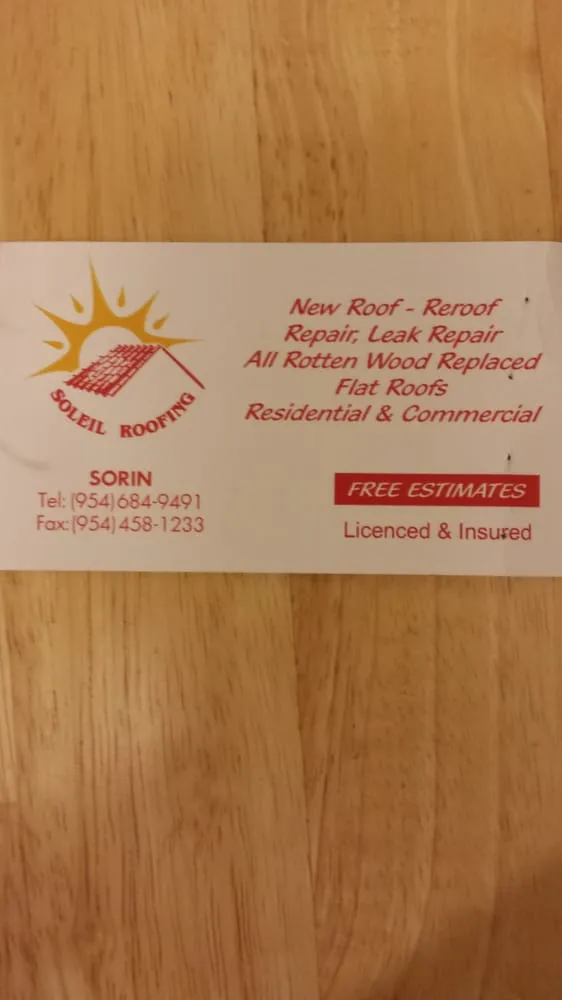 SOLEIL ROOFING
SORIN
Tel: (954)684-9491
Fax:(954)458-1233
New Roof - Reroof
Repair, Leak Repair
All Rotten Wood Replaced
Flat Roofs
Residential & Commercial
FREE ESTIMATES
Licenced & Insured